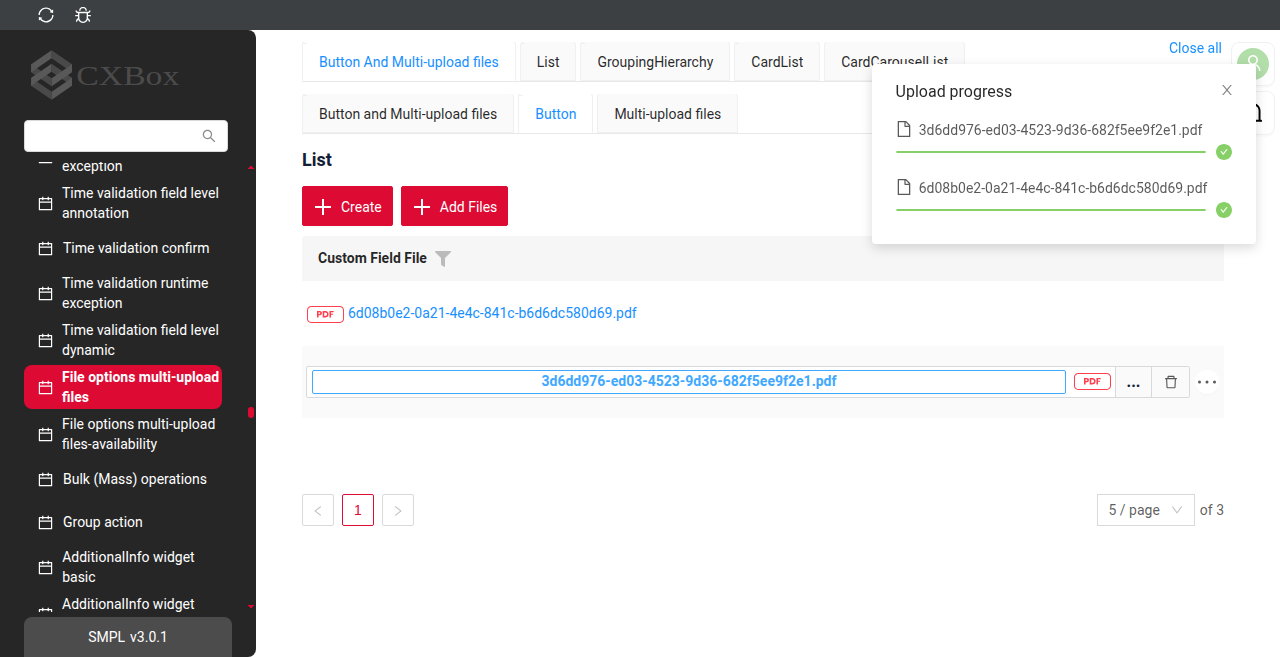 CXBox
exception
Time validation field level
annotation
Time validation confirm
Time validation runtime
exception
Time validation field level
dynamic
File options multi-upload
files
File options multi-upload
files-availability
Bulk (Mass) operations
Group action
AdditionalInfo widget
basic
AdditionalInfo widget
SMPL v3.0.1
Button And Multi-upload files
List
GroupingHierarchy
CardList
CardCarouselList
Close all
Button and Multi-upload files
Button
Multi-upload files
List
Create
Add Files
Custom Field File
PDF 6d08b0e2-0a21-4e4c-841c-b6d6dc580d69.pdf
3d6dd976-ed03-4523-9d36-682f5ee9f2e1.pdf PDF ...
< 1 >
5 / page of 3
Upload progress
3d6dd976-ed03-4523-9d36-682f5ee9f2e1.pdf
6d08b0e2-0a21-4e4c-841c-b6d6dc580d69.pdf